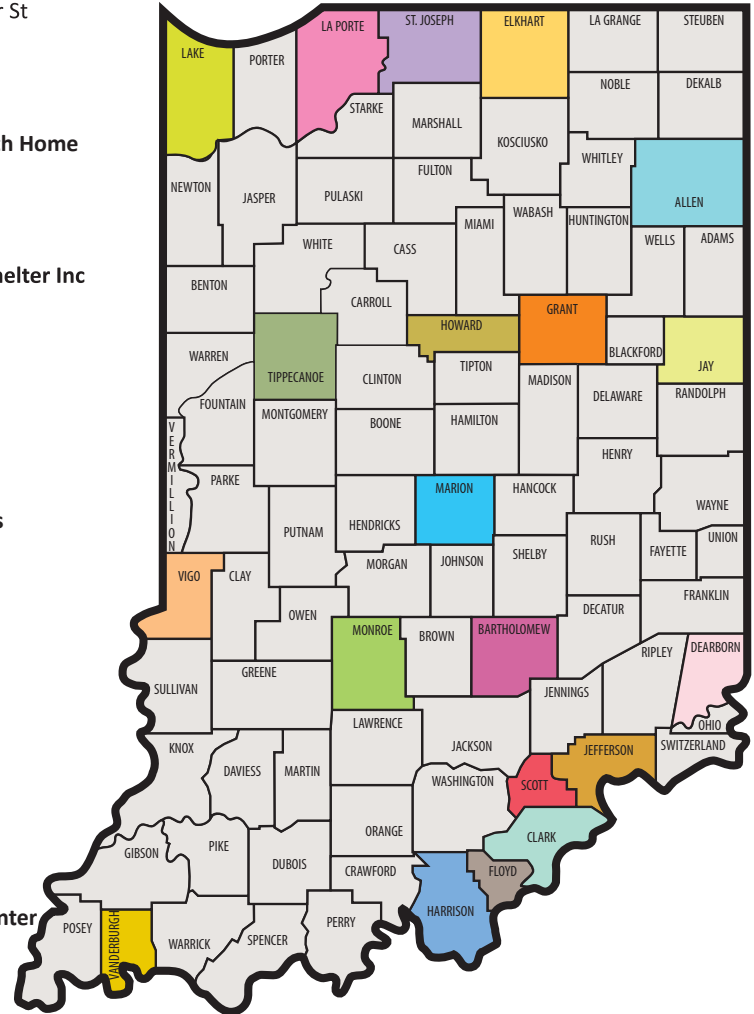 r St
h Home
elter Inc
s
nter
LAKE
PORTER
LA PORTE
ST. JOSEPH
ELKHART
LA GRANGE
STEUBEN
STARKE
MARSHALL
KOSCIUSKO
NOBLE
DEKALB
WHITLEY
ALLEN
NEWTON
JASPER
PULASKI
FULTON
MIAMI
WABASH
HUNTINGTON
WELLS
ADAMS
WHITE
CASS
BENTON
CARROLL
HOWARD
GRANT
BLACKFORD
JAY
WARREN
TIPPECANOE
CLINTON
TIPTON
MADISON
DELAWARE
RANDOLPH
FOUNTAIN
MONTGOMERY
BOONE
HAMILTON
HENRY
VERMILLION
PARKE
PUTNAM
HENDRICKS
MARION
HANCOCK
WAYNE
RUSH
FAYETTE
UNION
VIGO
CLAY
MORGAN
JOHNSON
SHELBY
OWEN
DECATUR
FRANKLIN
MONROE
BROWN
BARTHOLOMEW
RIPLEY
DEARBORN
SULLIVAN
GREENE
JENNINGS
OHIO
LAWRENCE
JACKSON
SWITZERLAND
KNOX
DAVIESS
MARTIN
WASHINGTON
SCOTT
JEFFERSON
GIBSON
PIKE
DUBOIS
ORANGE
CLARK
CRAWFORD
FLOYD
HARRISON
POSEY
VANDERBURGH
WARRICK
SPENCER
PERRY